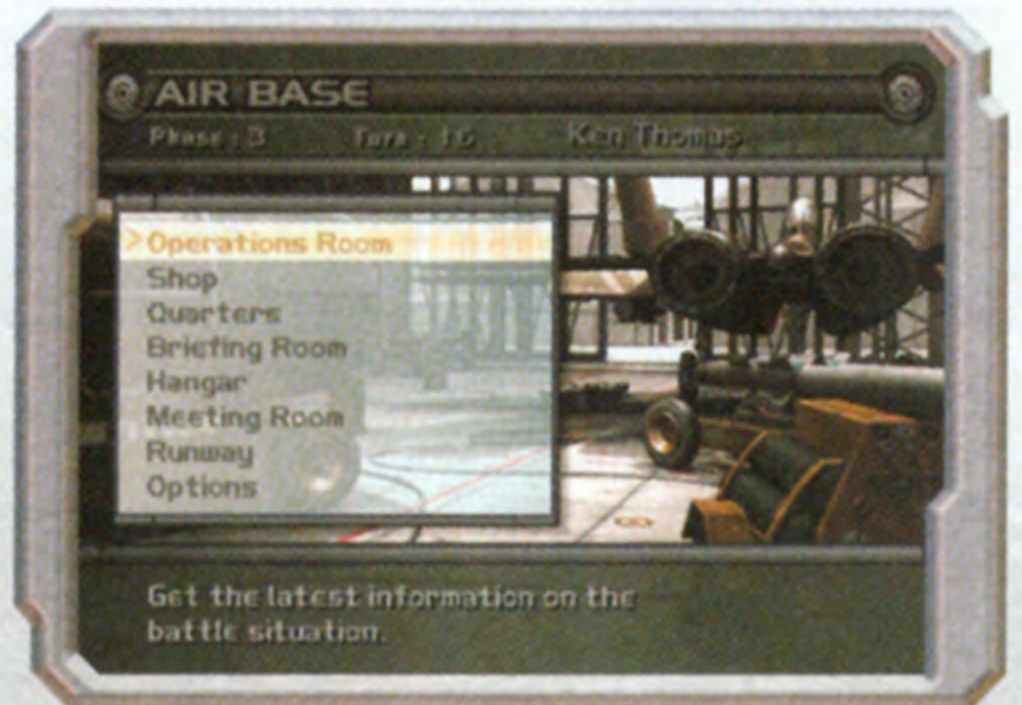 AIR BASE
Phase : 3 Turn : 16 Ken Thomas
>Operations Room
Shop
Quarters
Briefing Room
Hangar
Meeting Room
Runway
Options
Get the latest information on the
battle situation.